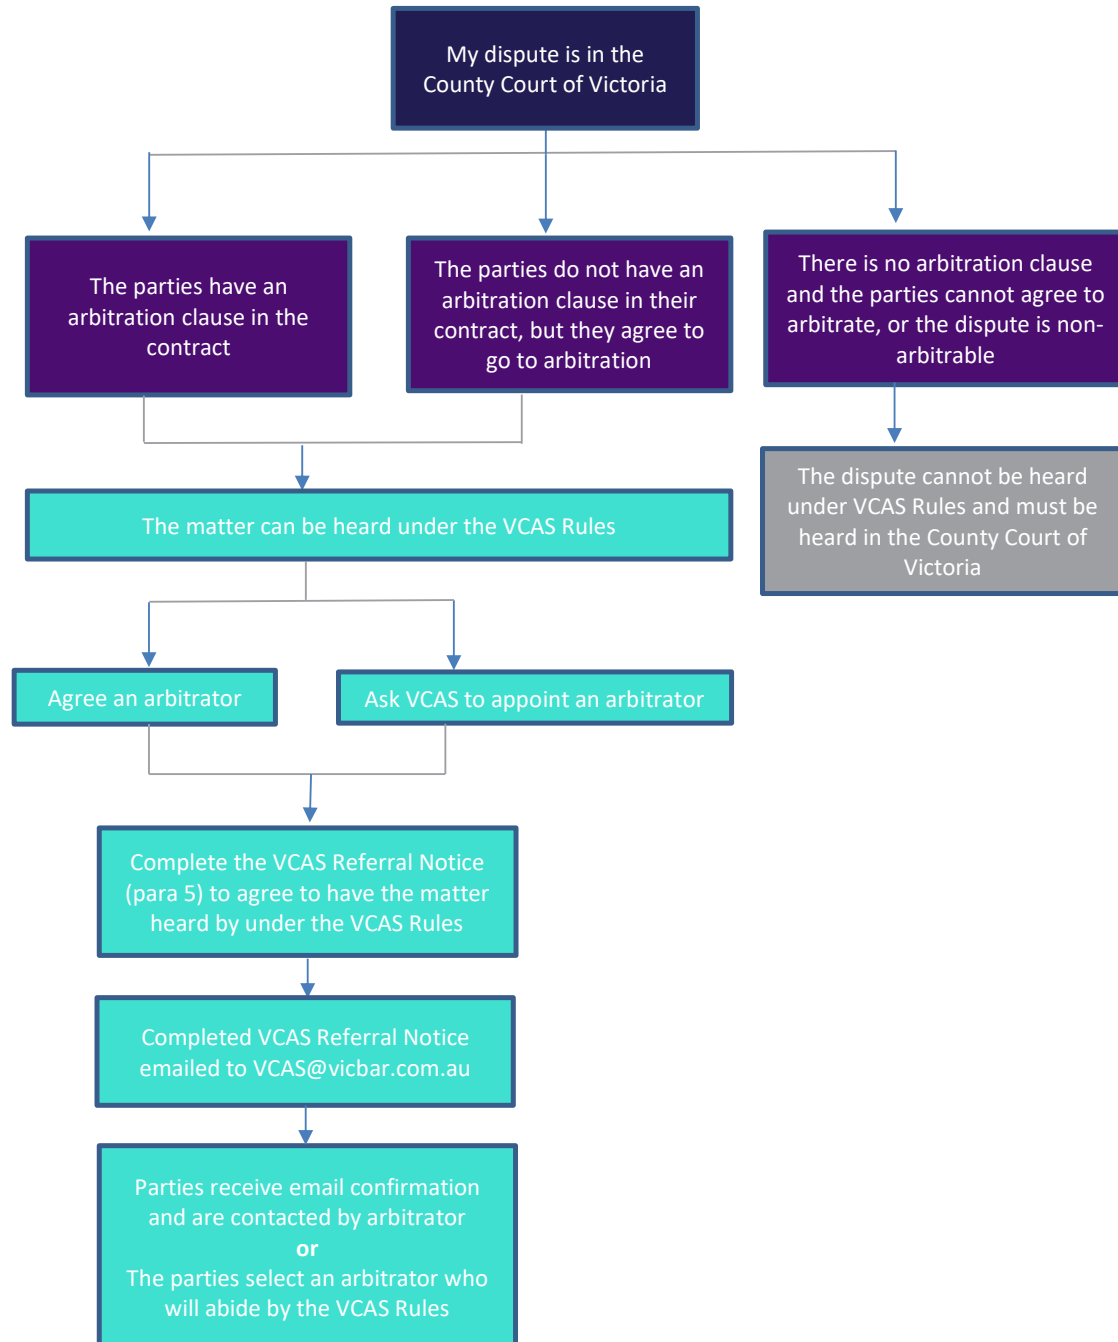 My dispute is in the
County Court of Victoria
The parties have an
arbitration clause in the
contract
The parties do not have an
arbitration clause in their
contract, but they agree to
go to arbitration
There is no arbitration clause
and the parties cannot agree to
arbitrate, or the dispute is non-
arbitrable
The matter can be heard under the VCAS Rules
The dispute cannot be heard
under VCAS Rules and must be
heard in the County Court of
Victoria
Agree an arbitrator
Ask VCAS to appoint an arbitrator
Complete the VCAS Referral Notice
(para 5) to agree to have the matter
heard by under the VCAS Rules
Completed VCAS Referral Notice
emailed to VCAS@vicbar.com.au
Parties receive email confirmation
and are contacted by arbitrator
or
The parties select an arbitrator who
will abide by the VCAS Rules